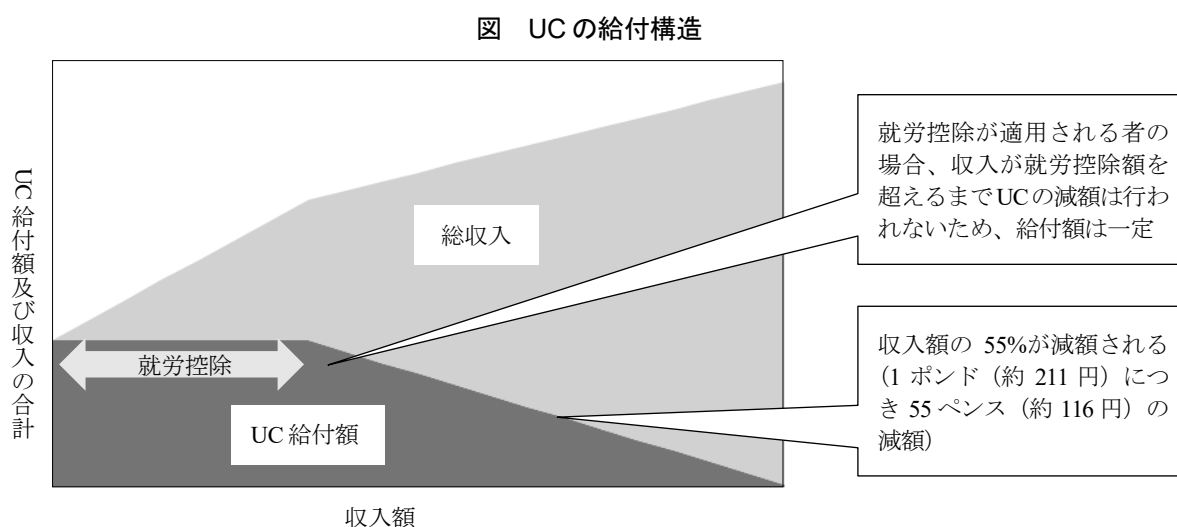 図　UC の給付構造
UC 給付額及び収入の合計
総収入
就労控除
UC 給付額
収入額
就労控除が適用される者の
場合、収入が就労控除額を
超えるまで UC の減額は行わ
れないため、給付額は一定
収入額の 55%が減額される
（1 ポンド（約 211 円）につ
き 55 ペンス（約 116 円）の
減額）